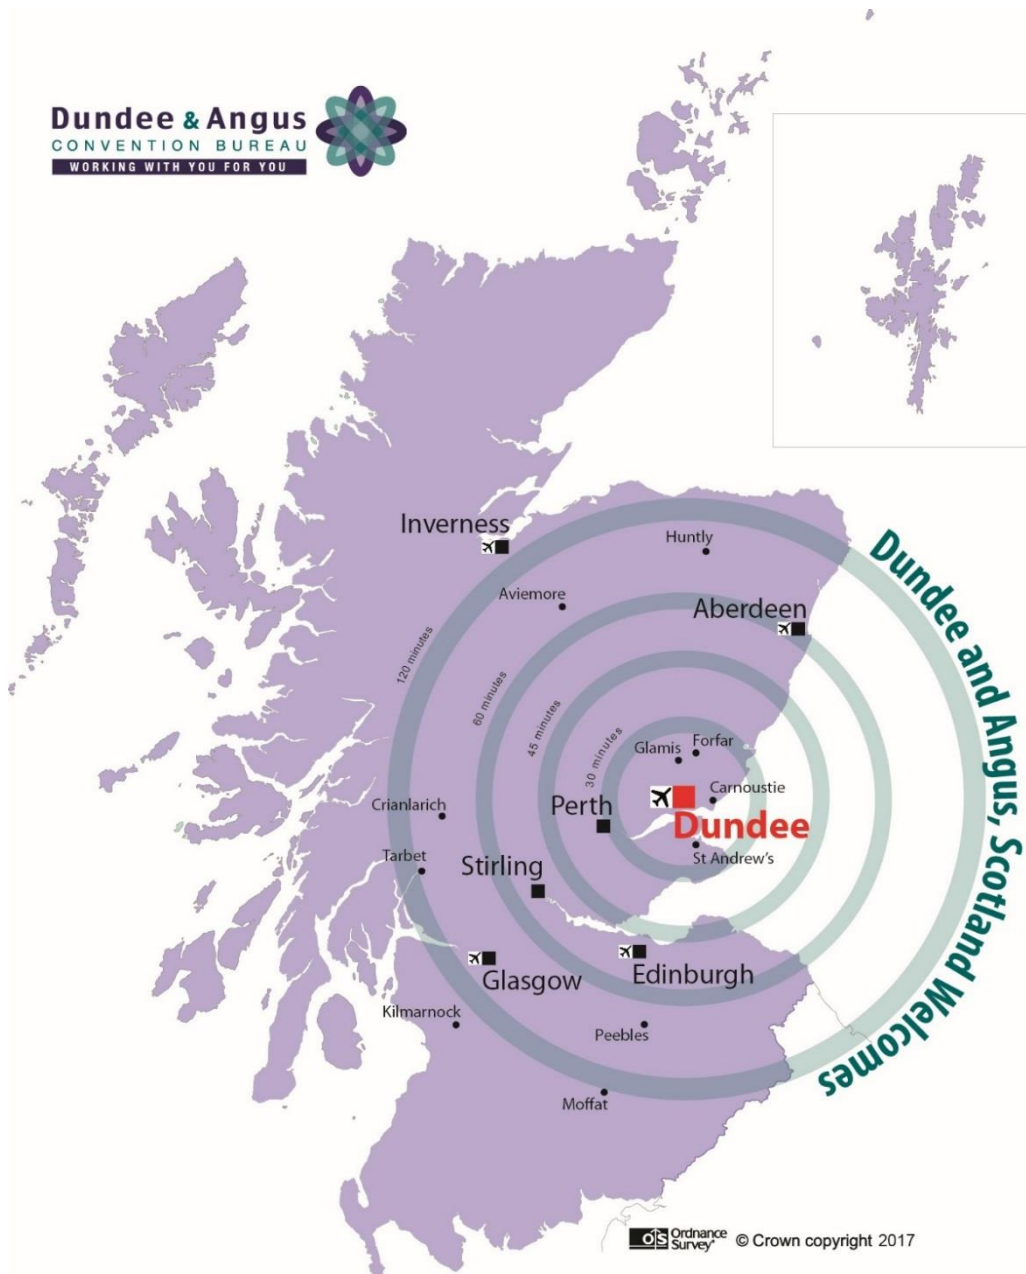 Dundee & Angus
CONVENTION BUREAU
WORKING WITH YOU FOR YOU
Inverness
Huntly
Aviemore
Aberdeen
120 minutes
60 minutes
45 minutes
30 minutes
Glamis
Forfar
Carnoustie
Crianlarich
Perth
Dundee
Tarbet
Stirling
St Andrew's
Glasgow
Edinburgh
Kilmarnock
Peebles
Moffat
Dundee and Angus, Scotland Welcomes
OS Ordnance
Survey®
© Crown copyright 2017